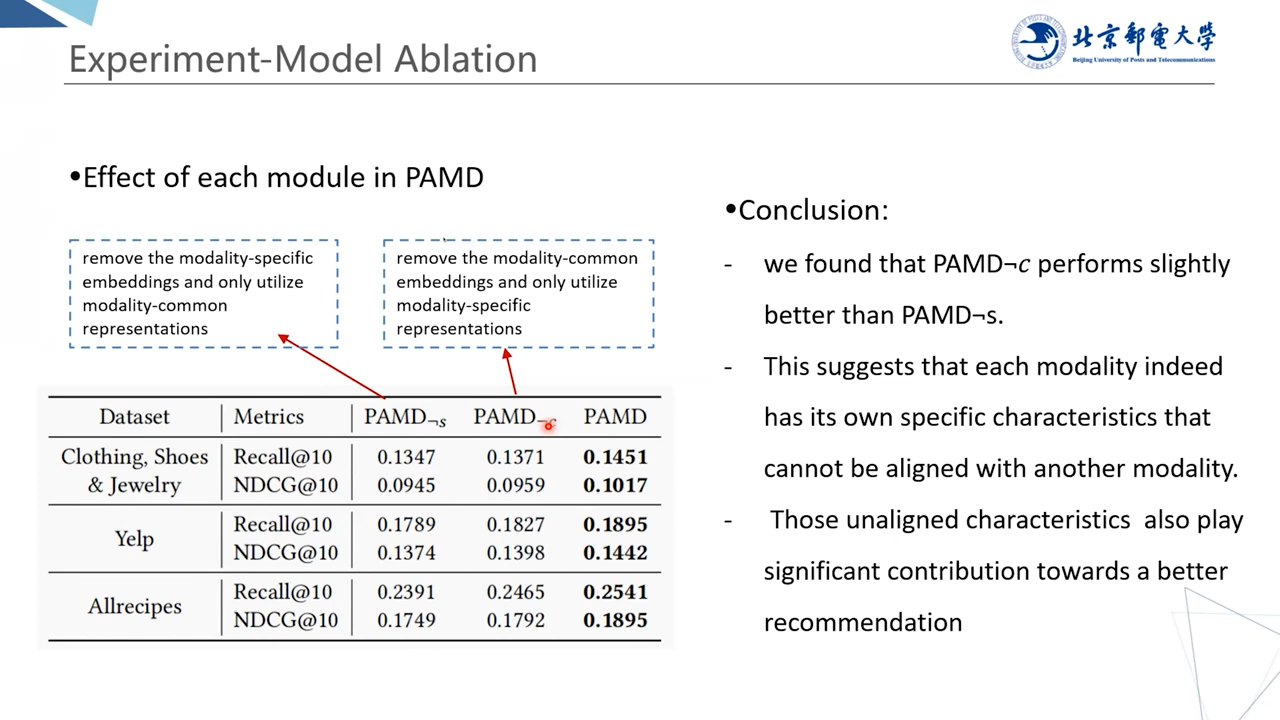 Experiment-Model Ablation
北京郵電大學
Beijing University of Posts and Telecommunications
•Effect of each module in PAMD
remove the modality-specific
embeddings and only utilize
modality-common
representations
remove the modality-common
embeddings and only utilize
modality-specific
representations
Dataset Metrics PAMD¬s PAMD¬c PAMD
Clothing, Shoes & Jewelry Recall@10 0.1347 0.1371 0.1451
NDCG@10 0.0945 0.0959 0.1017
Yelp Recall@10 0.1789 0.1827 0.1895
NDCG@10 0.1374 0.1398 0.1442
Allrecipes Recall@10 0.2391 0.2465 0.2541
NDCG@10 0.1749 0.1792 0.1895
•Conclusion:
- we found that PAMD¬c performs slightly
better than PAMD¬s.
- This suggests that each modality indeed
has its own specific characteristics that
cannot be aligned with another modality.
- Those unaligned characteristics also play
significant contribution towards a better
recommendation